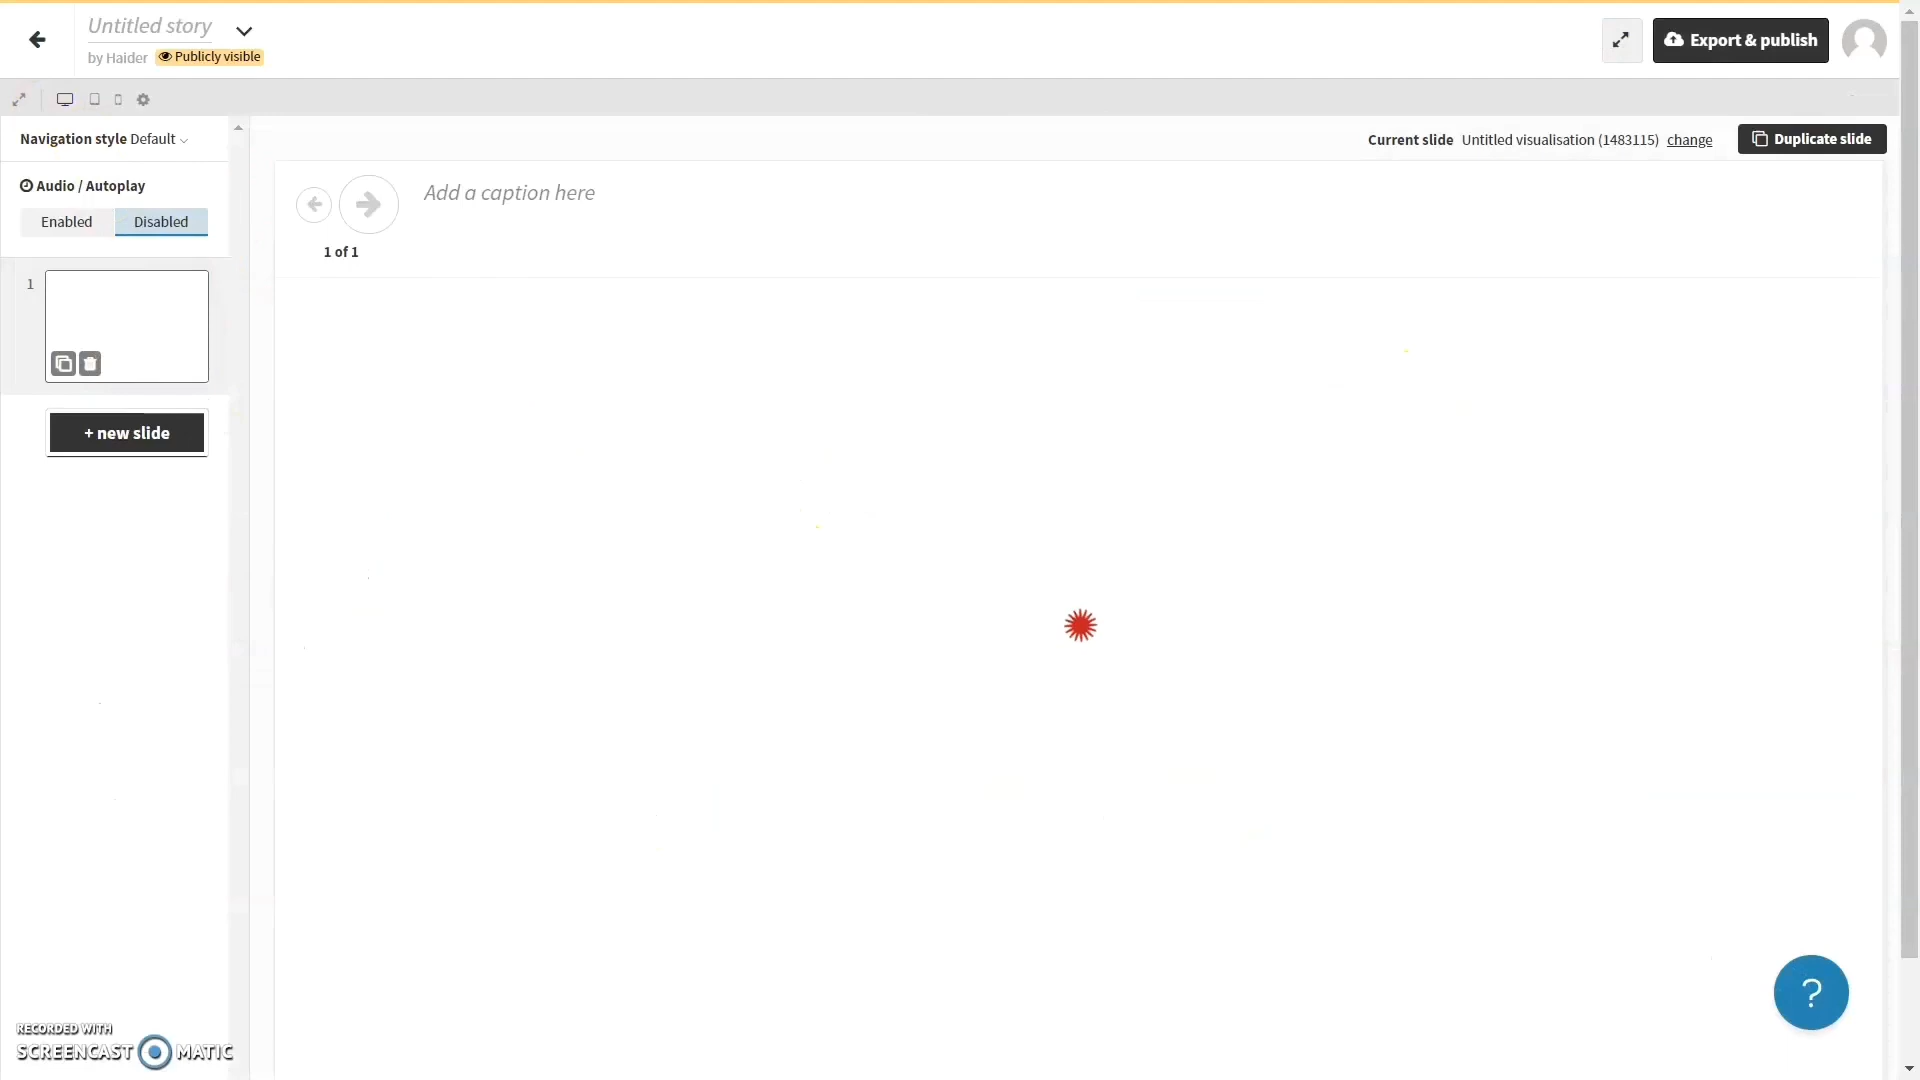 Untitled story
by Haider Publicly visible
Export & publish
Navigation style Default
Current slide Untitled visualisation (1483115) change
Duplicate slide
Audio / Autoplay
Enabled Disabled
Add a caption here
1 of 1
1
+ new slide
?
RECORDED WITH
SCREENCAST MATIC